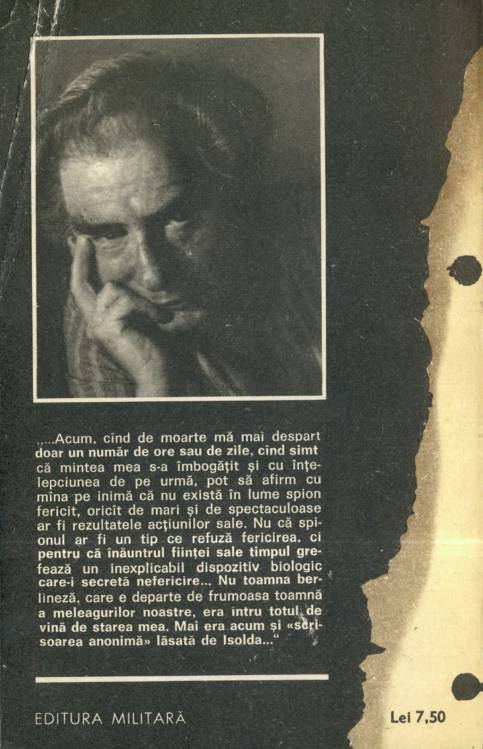 „...Acum, cînd de moarte mă mai despart
doar un număr de ore sau de zile, cînd simt
că mintea mea s-a îmbogățit și cu înțe-
lepciunea de pe urmă, pot să afirm cu
mîna pe inimă că nu există în lume spion
fericit, oricît de mari și de spectaculoase
ar fi rezultatele acțiunilor sale. Nu că spi-
onul ar fi un tip ce refuză fericirea, ci
pentru că înăuntrul ființei sale timpul gre-
fează un inexplicabil dispozitiv biologic
care-i secretă nefericire... Nu toamna ber-
lineză, care e departe de frumoasa toamnă
a meleagurilor noastre, era intru totul de
vină de starea mea. Mai era acum și «scri-
soarea anonimă» lăsată de Isolda...“
EDITURA MILITARĂ
Lei 7,50